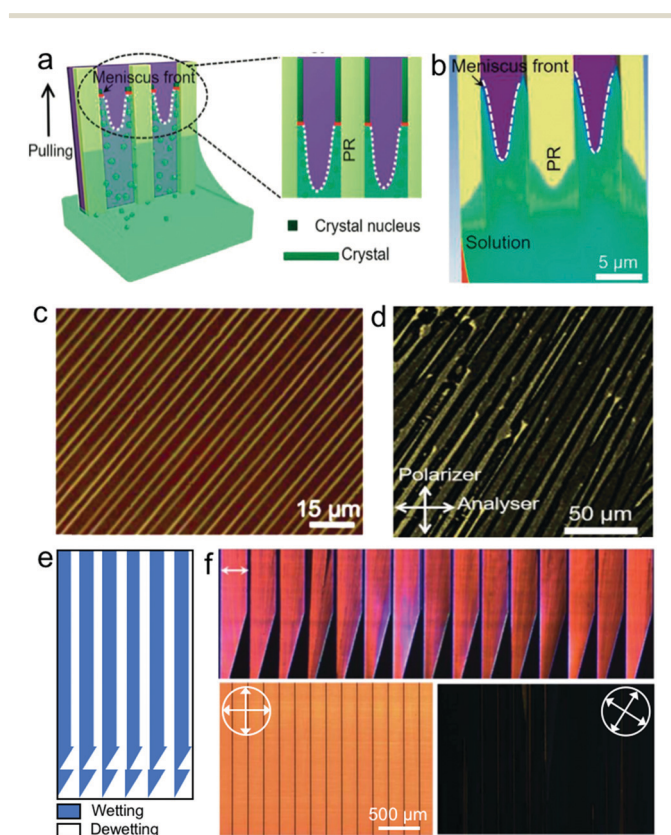 a
Meniscus front
Pulling
PR
Crystal nucleus
Crystal
b
Meniscus front
PR
Solution
5 µm
c
15 µm
d
Polarizer
Analyser
50 µm
e
Wetting
Dewetting
f
500 µm